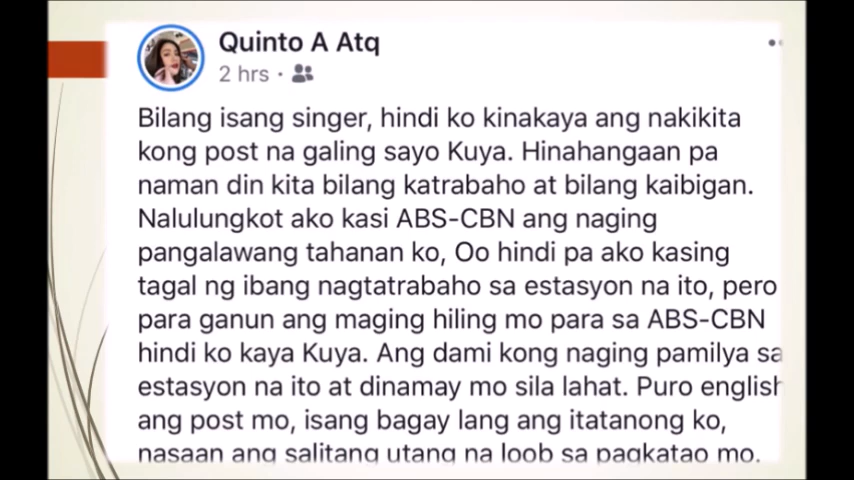 Quinto A Atq
2 hrs ·
Bilang isang singer, hindi ko kinakaya ang nakikita
kong post na galing sayo Kuya. Hinahangaan pa
naman din kita bilang katrabaho at bilang kaibigan.
Nalulungkot ako kasi ABS-CBN ang naging
pangalawang tahanan ko, Oo hindi pa ako kasing
tagal ng ibang nagtatrabaho sa estasyon na ito, pero
para ganun ang maging hiling mo para sa ABS-CBN
hindi ko kaya Kuya. Ang dami kong naging pamilya sa
estasyon na ito at dinamay mo sila lahat. Puro english
ang post mo, isang bagay lang ang itatanong ko,
nasaan ang salitang utang na loob sa pagkatao mo.